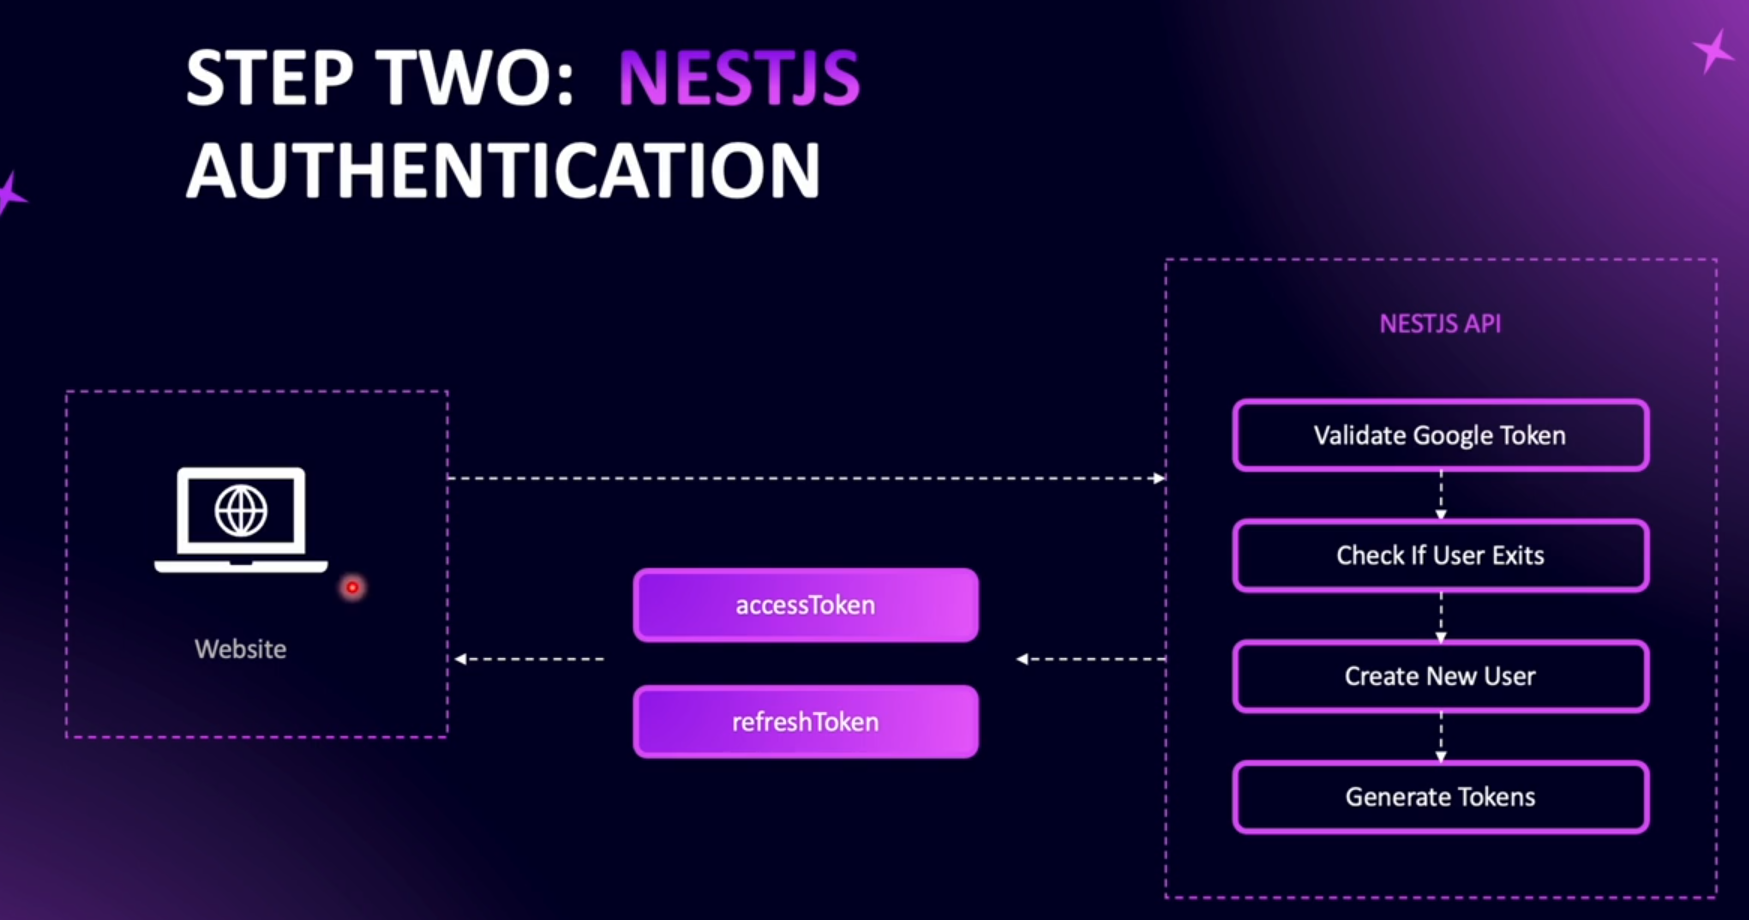 STEP TWO: NESTJS
AUTHENTICATION
NESTJS API
Validate Google Token
Check If User Exits
Create New User
Generate Tokens
accessToken
refreshToken
Website